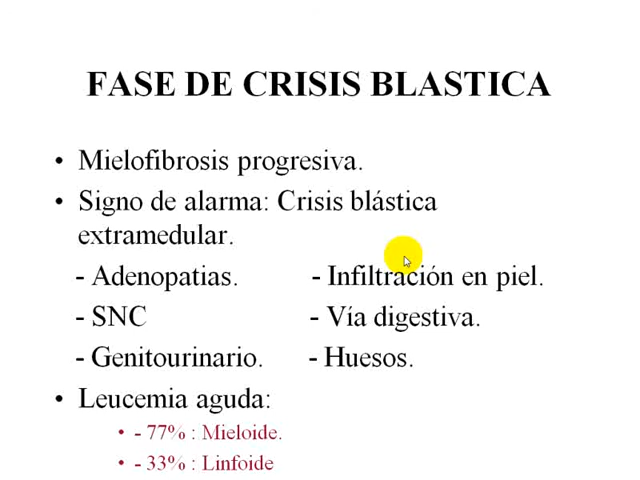 FASE DE CRISIS BLASTICA
• Mielofibrosis progresiva.
• Signo de alarma: Crisis blástica
extramedular.
- Adenopatias. - Infiltración en piel.
- SNC - Vía digestiva.
- Genitourinario. - Huesos.
• Leucemia aguda:
• - 77% : Mieloide.
• - 33% : Linfoide